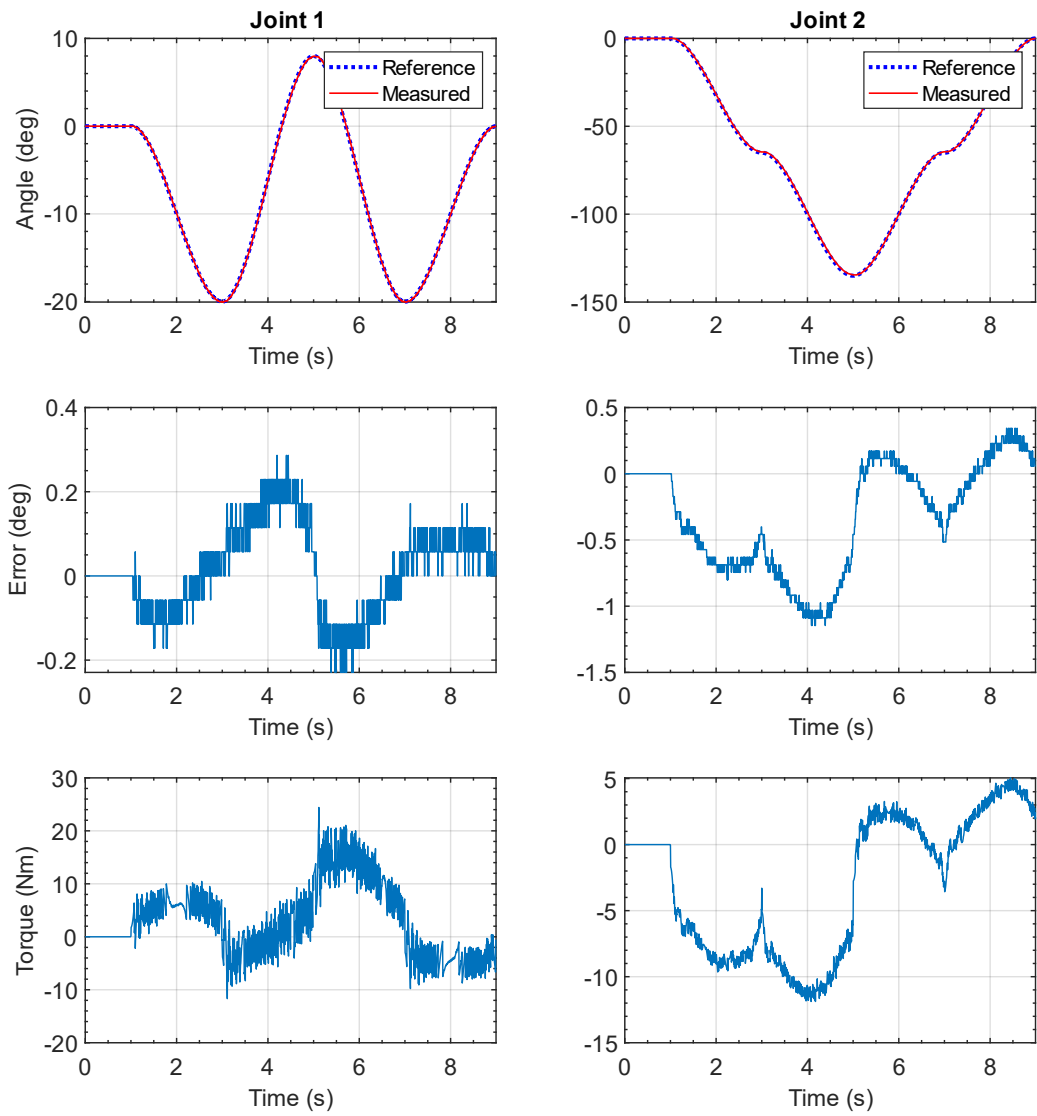 Joint 1
10
0
-10
-20
Angle (deg)
Reference
Measured
0 2 4 6 8
Time (s)
Joint 2
0
-50
-100
-150
Reference
Measured
0 2 4 6 8
Time (s)
0.4
0.2
0
-0.2
Error (deg)
0 2 4 6 8
Time (s)
0.5
0
-0.5
-1
-1.5
0 2 4 6 8
Time (s)
30
20
10
0
-10
-20
Torque (Nm)
0 2 4 6 8
Time (s)
5
0
-5
-10
-15
0 2 4 6 8
Time (s)